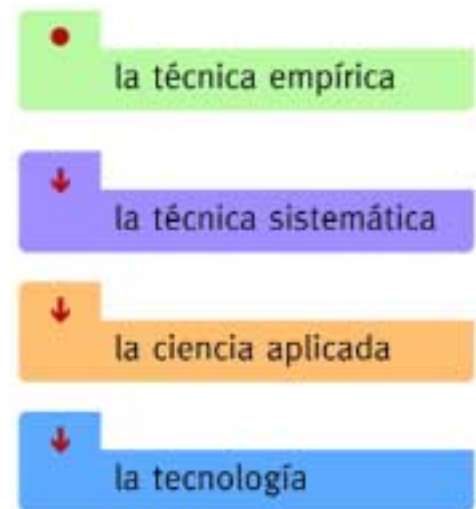 la técnica empírica
la técnica sistemática
la ciencia aplicada
la tecnología